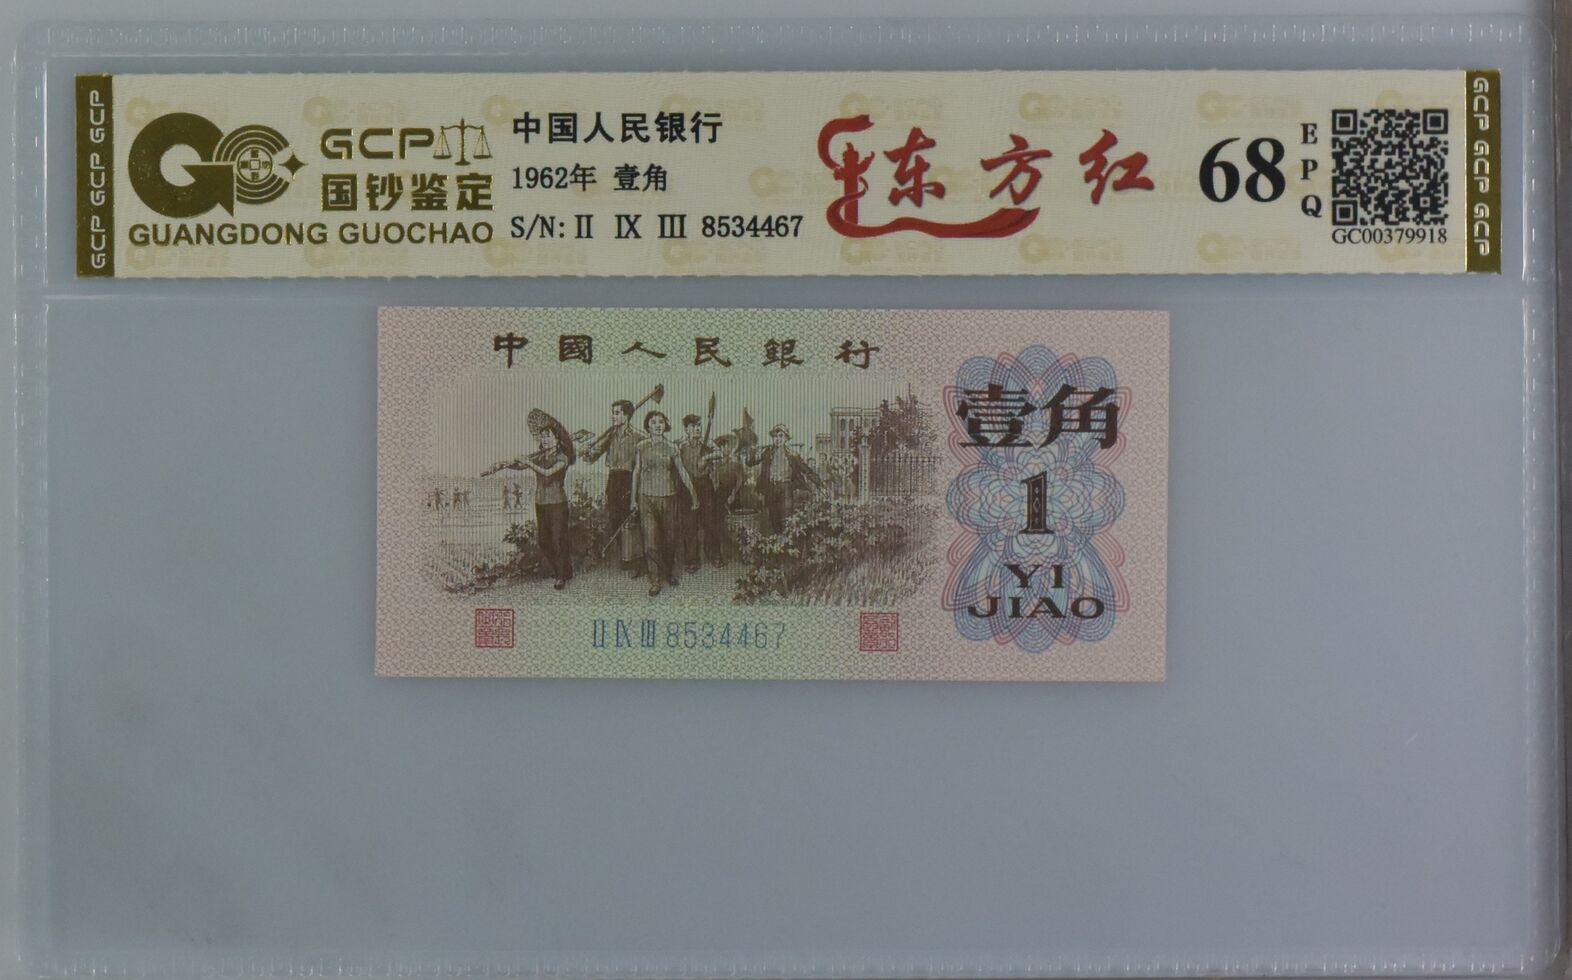 GCP GCP GCP
GCP
国钞鉴定
GUANGDONG GUOCHAO
中国人民银行
1962年 壹角
S/N: II IX III 8534467
东方红
68
EPQ
GC00379918
GCP GCP GCP
中國人民銀行
壹角
1
YI
JIAO
II IX III 8534467